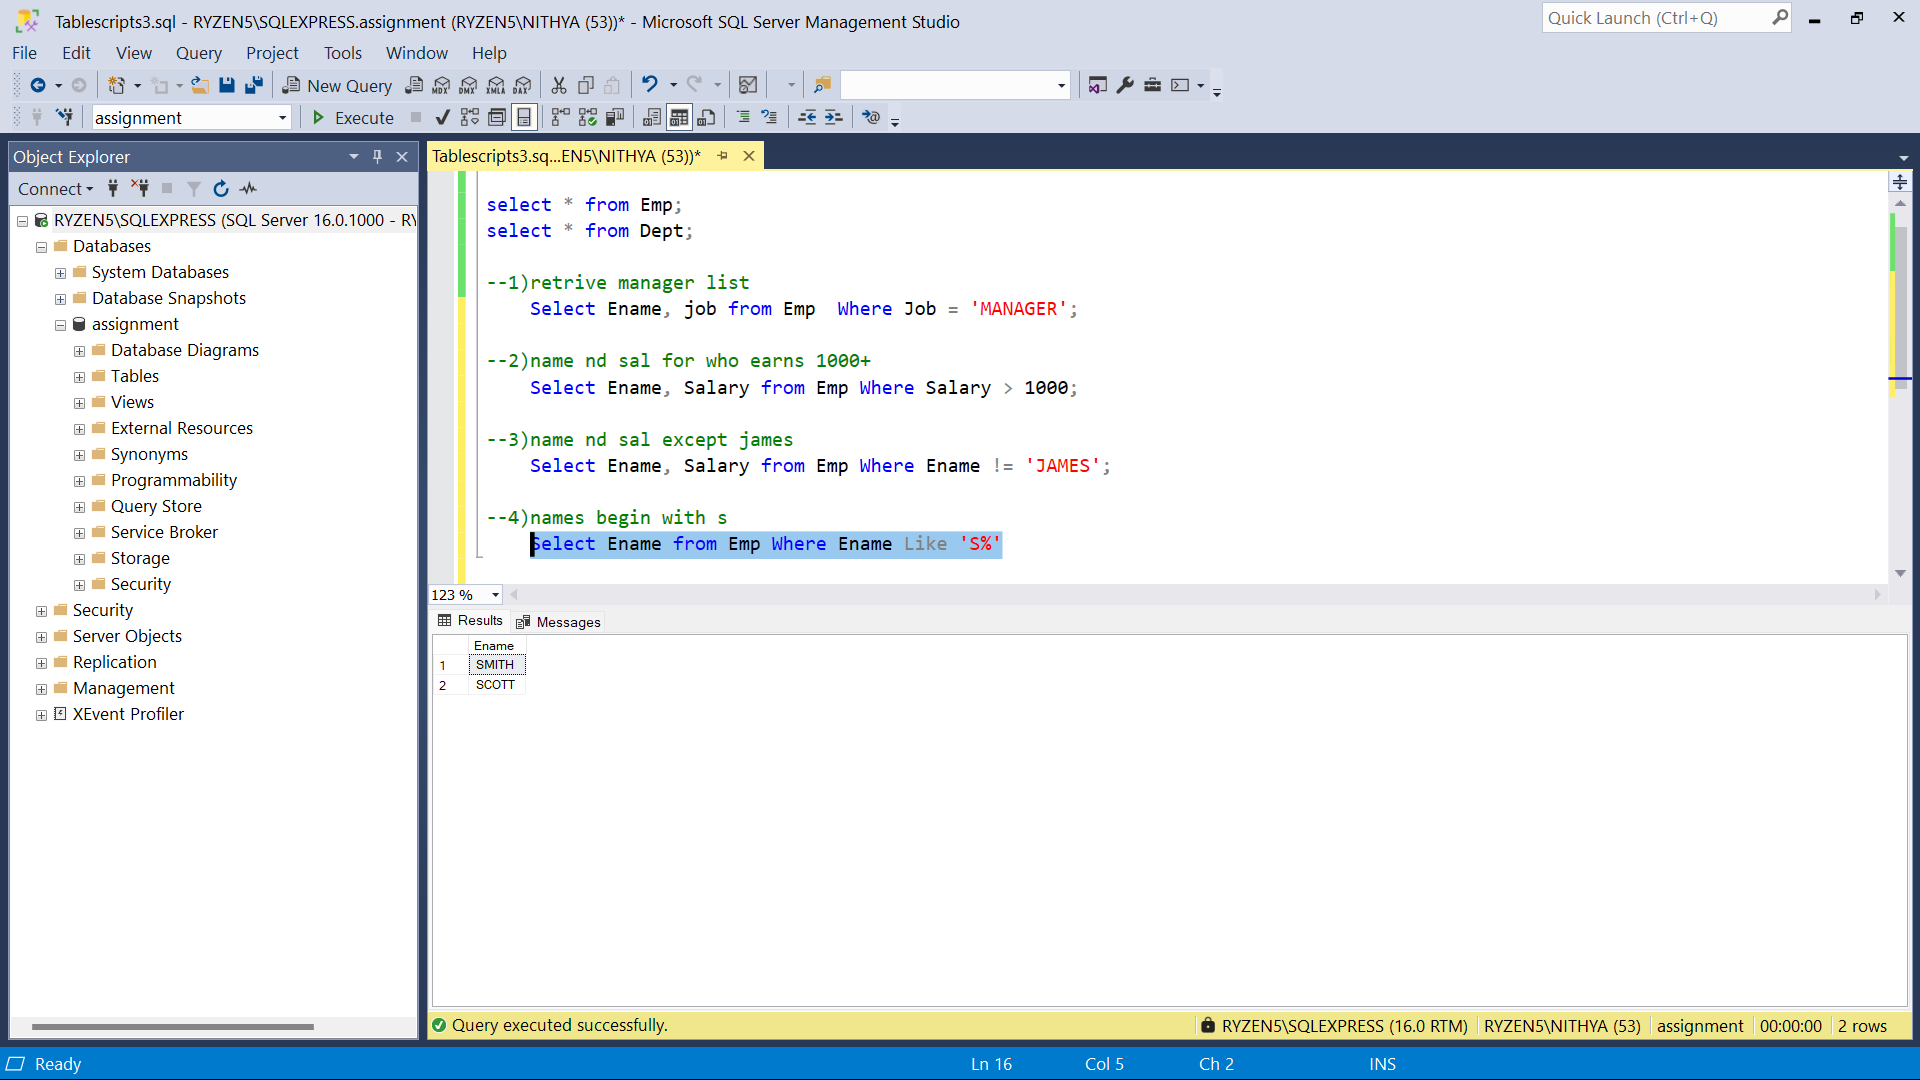 Tablescripts3.sql - RYZEN5\SQLEXPRESS.assignment (RYZEN5\NITHYA (53))* - Microsoft SQL Server Management Studio
Quick Launch (Ctrl+Q)
File Edit View Query Project Tools Window Help
New Query MDX DMX XMLA DAX
assignment Execute
Object Explorer
Tablescripts3.sq...EN5\NITHYA (53))*
Connect
RYZEN5\SQLEXPRESS (SQL Server 16.0.1000 - RY
Databases
System Databases
Database Snapshots
assignment
Database Diagrams
Tables
Views
External Resources
Synonyms
Programmability
Query Store
Service Broker
Storage
Security
Security
Server Objects
Replication
Management
XEvent Profiler
select * from Emp;
select * from Dept;
--1)retrive manager list
Select Ename, job from Emp  Where Job = 'MANAGER';
--2)name nd sal for who earns 1000+
Select Ename, Salary from Emp Where Salary > 1000;
--3)name nd sal except james
Select Ename, Salary from Emp Where Ename != 'JAMES';
--4)names begin with s
Select Ename from Emp Where Ename Like 'S%'
123 %
Results Messages
Ename
1 SMITH
2 SCOTT
Query executed successfully. RYZEN5\SQLEXPRESS (16.0 RTM) RYZEN5\NITHYA (53) assignment 00:00:00 2 rows
Ready Ln 16 Col 5 Ch 2 INS